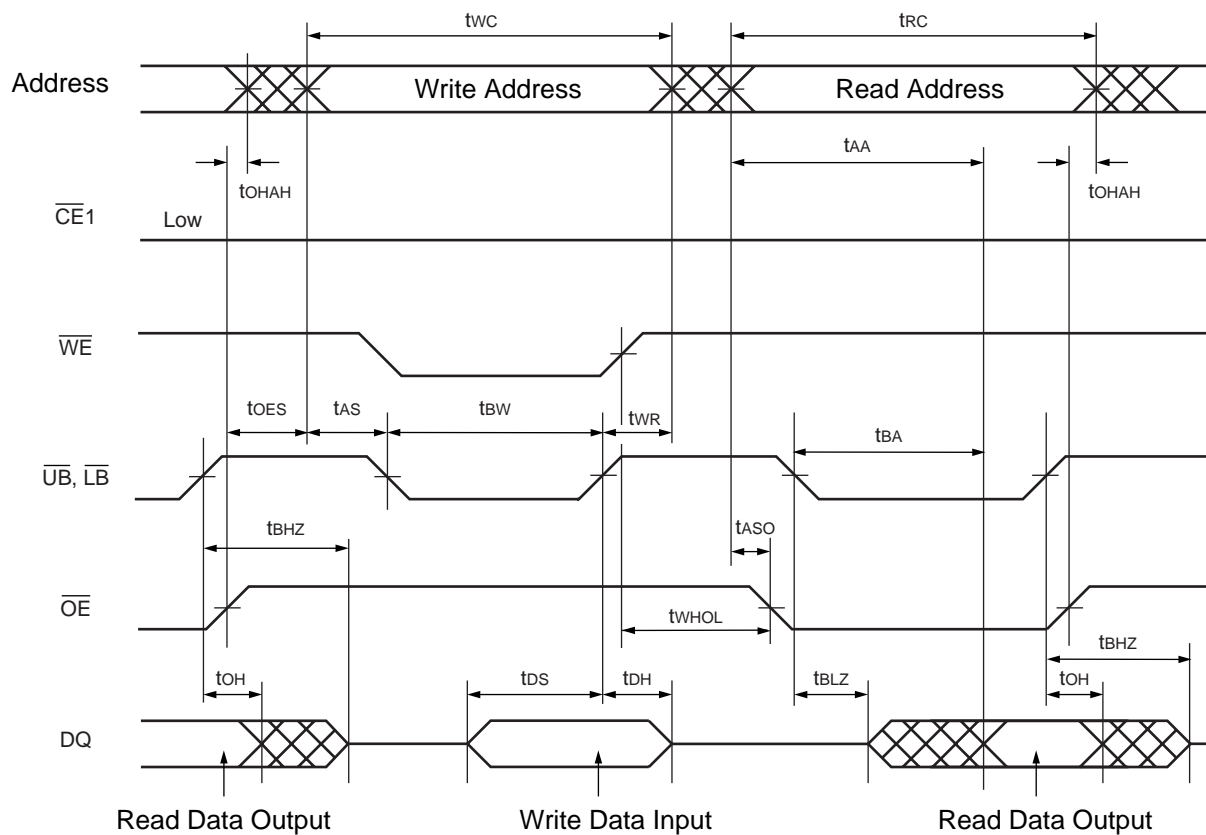 tWC
tRC
Address
Write Address
Read Address
tAA
tOHAH
tOHAH
CE1
Low
WE
tOES
tAS
tBW
tWR
tBA
UB, LB
tBHZ
tASO
OE
tWHOL
tBHZ
tOH
tDS
tDH
tBLZ
tOH
DQ
Read Data Output
Write Data Input
Read Data Output